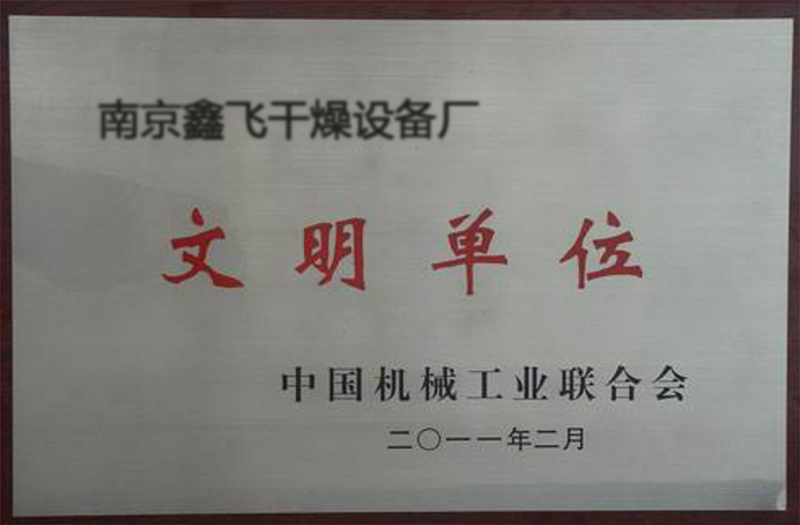 南京鑫飞干燥设备厂
文明单位
中国机械工业联合会
二〇一一年二月